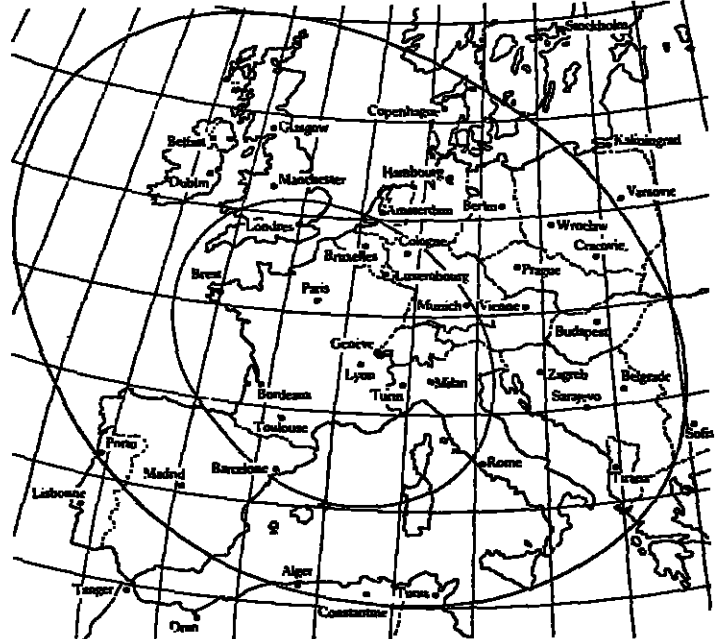 Stockholm
Copenhague
Glasgow
Belfast
Kaliningrad
Dublin
Manchester
Hambourg
Varsovie
Amsterdam
Berlin
Londres
Wroclaw
Cologne
Cracovie
Bruxelles
Prague
Brest
Luxembourg
Paris
Munich
Vienne
Budapest
Genève
Lyon
Turin
Milan
Zagreb
Belgrade
Bordeaux
Sarajevo
Toulouse
Sofia
Porto
Madrid
Barcelone
Rome
Tirana
Lisbonne
Alger
Tanger
Tunis
Constantine
Oran